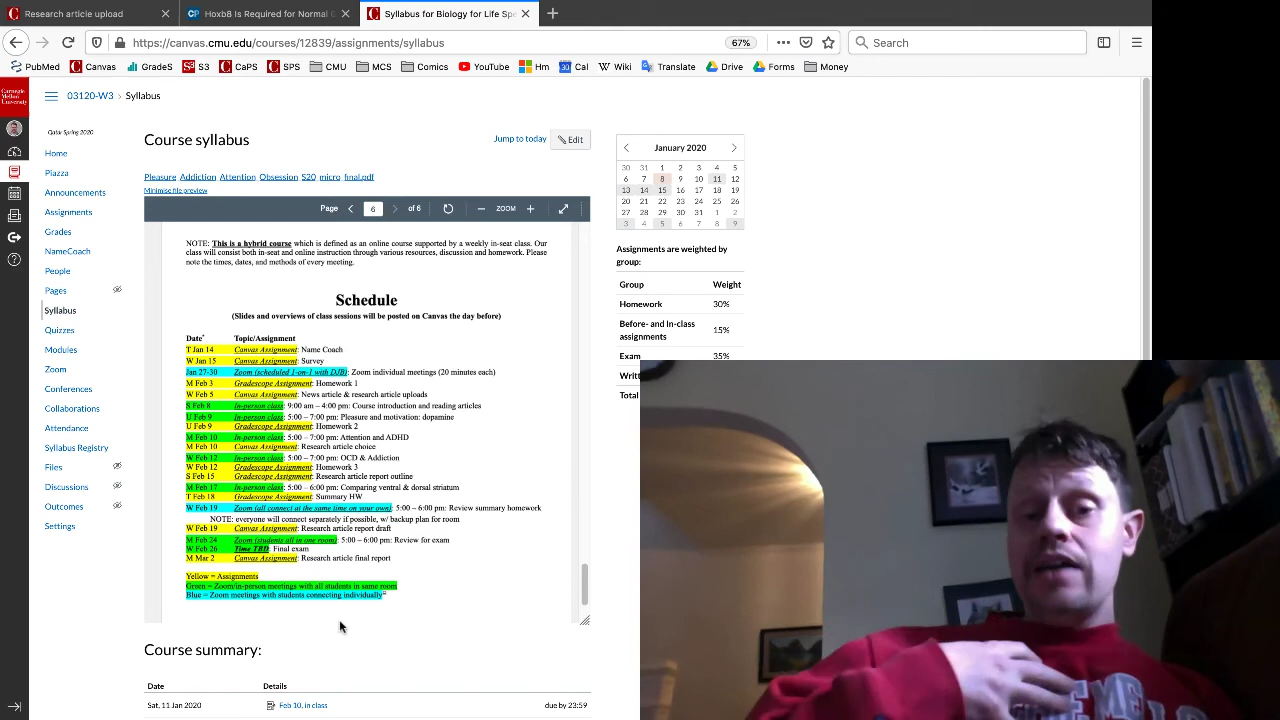 Research article upload
Hoxb8 Is Required for Normal G
Syllabus for Biology for Life Spe
https://canvas.cmu.edu/courses/12839/assignments/syllabus
67%
Search
PubMed Canvas GradeS S3 CaPS SPS CMU MCS Comics YouTube Hm Cal Wiki Translate Drive Forms Money
Carnegie Mellon University
03120-W3 > Syllabus
Qatar Spring 2020
Home
Piazza
Announcements
Assignments
Grades
NameCoach
People
Pages
Syllabus
Quizzes
Modules
Zoom
Conferences
Collaborations
Attendance
Syllabus Registry
Files
Discussions
Outcomes
Settings
Course syllabus
Jump to today
Edit
Pleasure Addiction Attention Obsession S20 micro final.pdf
Minimise file preview
Page 6 of 6 ZOOM
NOTE: This is a hybrid course which is defined as an online course supported by a weekly in-seat class. Our
class will consist both in-seat and online instruction through various resources, discussion and homework. Please
note the times, dates, and methods of every meeting.
Schedule
(Slides and overviews of class sessions will be posted on Canvas the day before)
Date* Topic/Assignment
T Jan 14 Canvas Assignment: Name Coach
W Jan 15 Canvas Assignment: Survey
Jan 27-30 Zoom (scheduled 1-on-1 with DJB): Zoom individual meetings (20 minutes each)
M Feb 3 Gradescope Assignment: Homework 1
W Feb 5 Canvas Assignment: News article & research article uploads
S Feb 8 In-person class: 9:00 am – 4:00 pm: Course introduction and reading articles
U Feb 9 In-person class: 5:00 – 7:00 pm: Pleasure and motivation: dopamine
U Feb 9 Gradescope Assignment: Homework 2
M Feb 10 In-person class: 5:00 – 7:00 pm: Attention and ADHD
M Feb 10 Canvas Assignment: Research article choice
W Feb 12 In-person class: 5:00 – 7:00 pm: OCD & Addiction
W Feb 12 Gradescope Assignment: Homework 3
S Feb 15 Gradescope Assignment: Research article report outline
M Feb 17 In-person class: 5:00 – 6:00 pm: Comparing ventral & dorsal striatum
T Feb 18 Gradescope Assignment: Summary HW
W Feb 19 Zoom (all connect at the same time on your own): 5:00 – 6:00 pm: Review summary homework
NOTE: everyone will connect separately if possible, w/ backup plan for room
W Feb 19 Canvas Assignment: Research article report draft
M Feb 24 Zoom (students all in one room): 5:00 – 6:00 pm: Review for exam
W Feb 26 Time TBD: Final exam
M Mar 2 Canvas Assignment: Research article final report
Yellow = Assignments
Green = Zoom/in-person meetings with all students in same room
Blue = Zoom meetings with students connecting individually
Course summary:
Date Details
Sat, 11 Jan 2020 Feb 10, in class due by 23:59
January 2020
30 31 1 2 3 4 5
6 7 8 9 10 11 12
13 14 15 16 17 18 19
20 21 22 23 24 25 26
27 28 29 30 31 1 2
3 4 5 6 7 8 9
Assignments are weighted by
group:
Group Weight
Homework 30%
Before- and In-class
assignments 15%
Exam 35%
Writt
Total